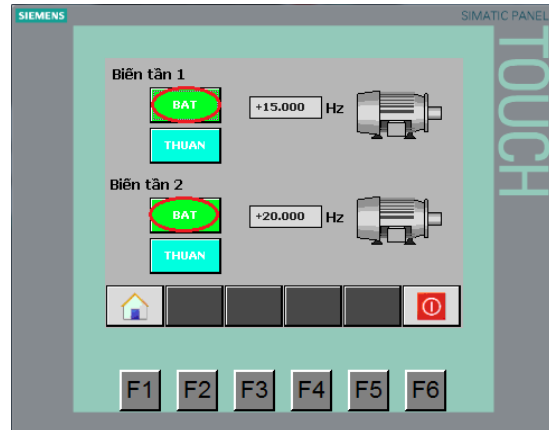 SIEMENS
SIMATIC PANEL
TOUCH
Biến tần 1
BAT
+15.000 Hz
THUAN
Biến tần 2
BAT
+20.000 Hz
THUAN
F1 F2 F3 F4 F5 F6